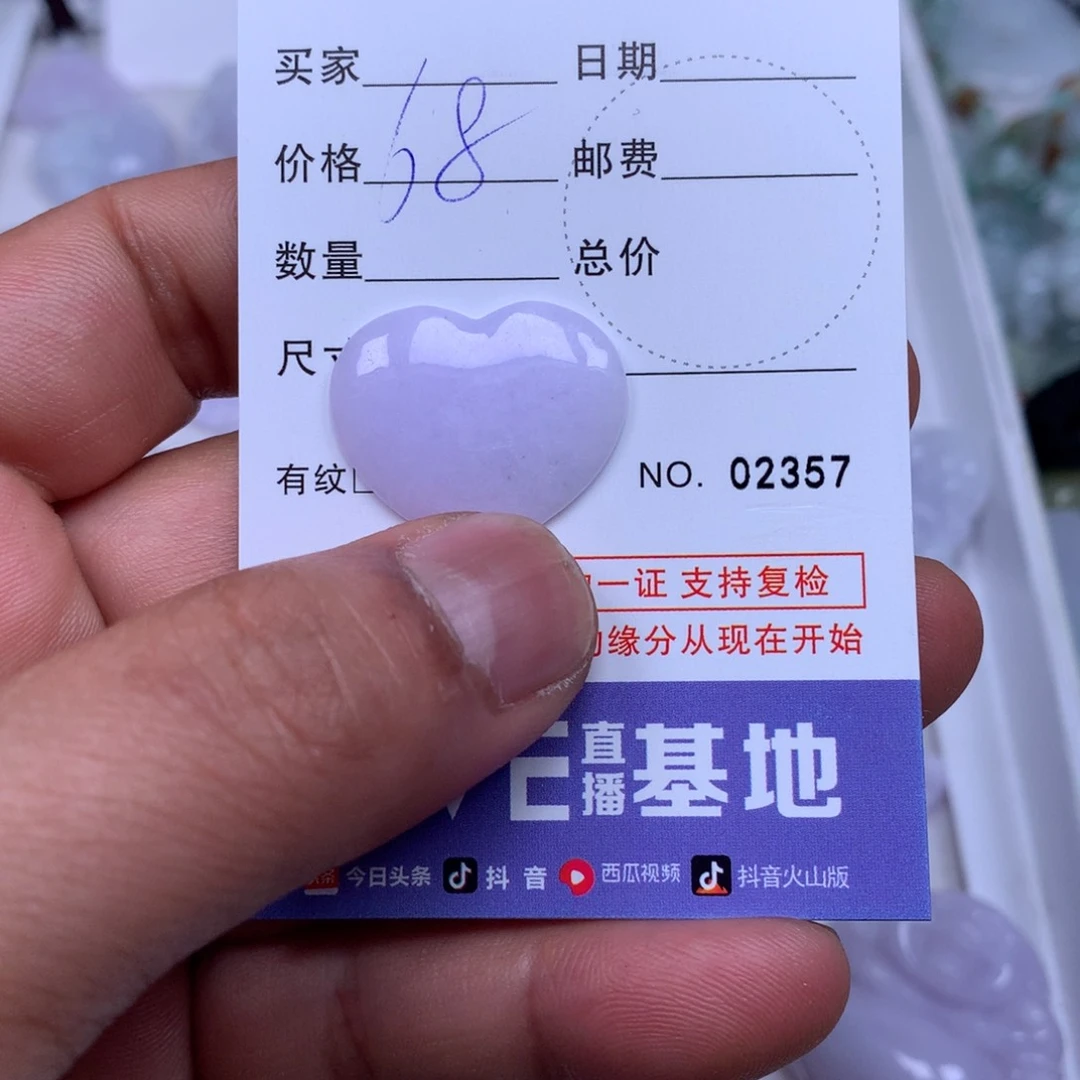 买家 日期
价格 68 邮费
数量 总价
尺
有纹 NO. 02357
一证 支持复检
缘分从现在开始
E 直播 基地
今日头条 抖音 西瓜视频 抖音火山版